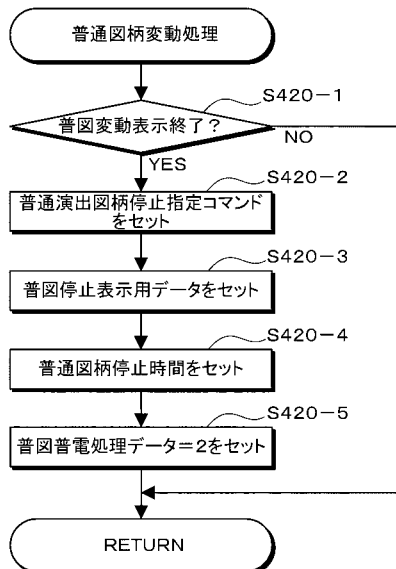 普通図柄変動処理
S420-1
普図変動表示終了?
NO
YES
S420-2
普通演出図柄停止指定コマンド
をセット
S420-3
普図停止表示用データをセット
S420-4
普通図柄停止時間をセット
S420-5
普図普電処理データ=2をセット
RETURN